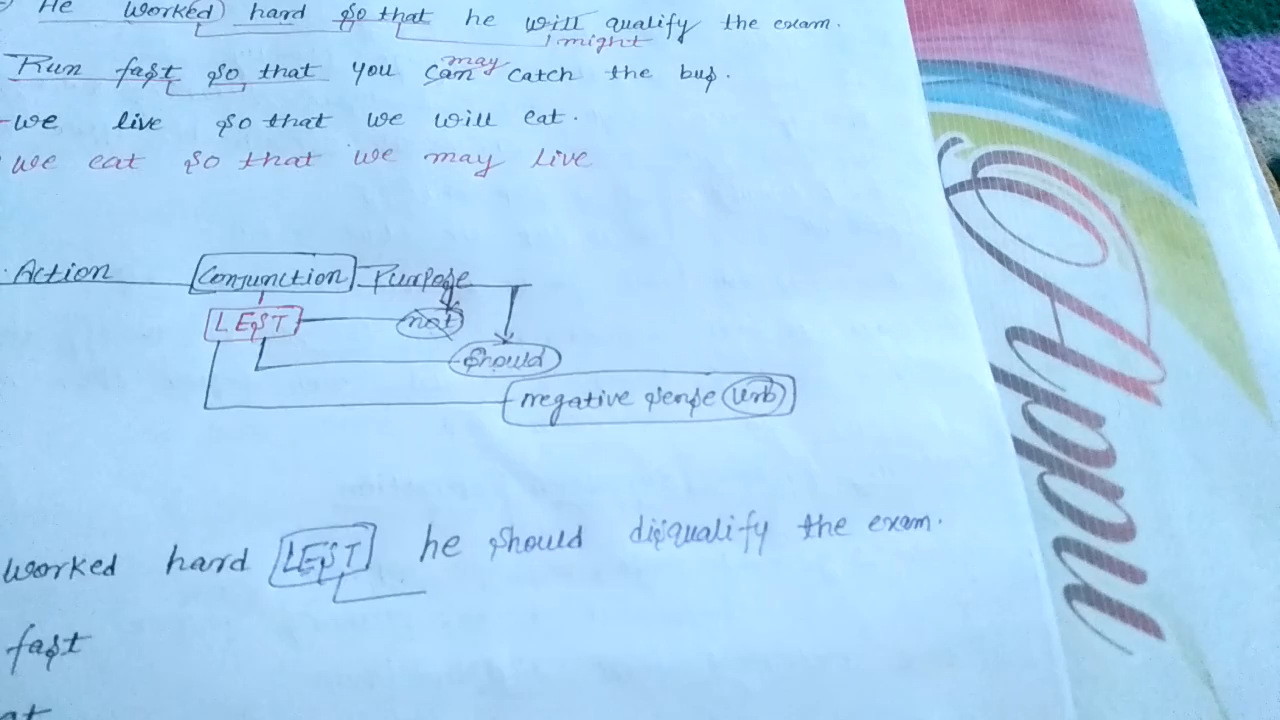 He worked hard so that he will qualify the exam.
might
Run fast so that you can catch the bus.
may
we live so that we will eat.
we eat so that we may live
Action Conjunction Purpose
LEST not
should
negative sense verb
worked hard LEST he should disqualify the exam.
fast
at
Appu